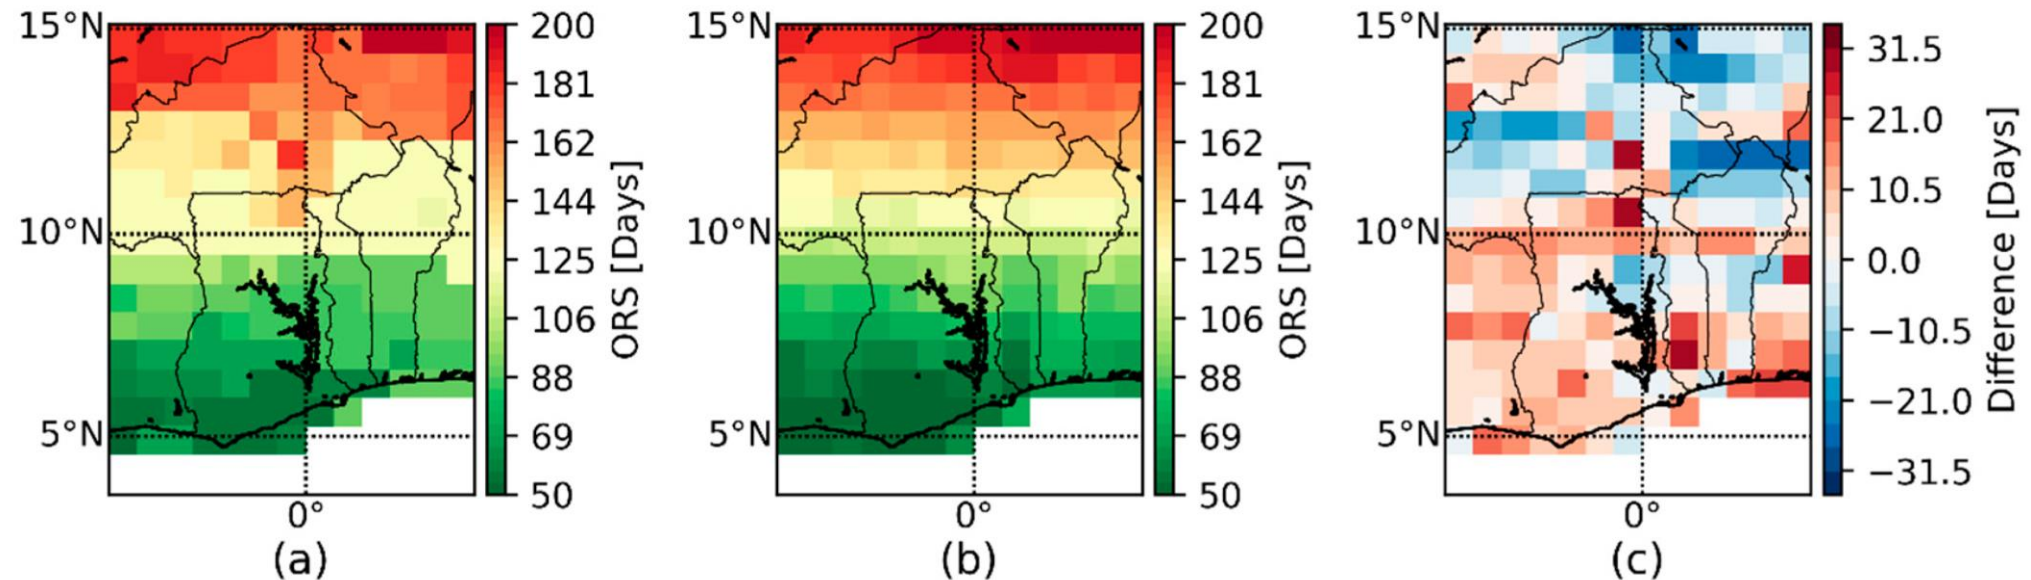 15°N
10°N
5°N
0°
200
181
162
144
125
106
88
69
50
ORS [Days]
(a)
15°N
10°N
5°N
0°
200
181
162
144
125
106
88
69
50
ORS [Days]
(b)
15°N
10°N
5°N
0°
31.5
21.0
10.5
0.0
−10.5
−21.0
−31.5
Difference [Days]
(c)